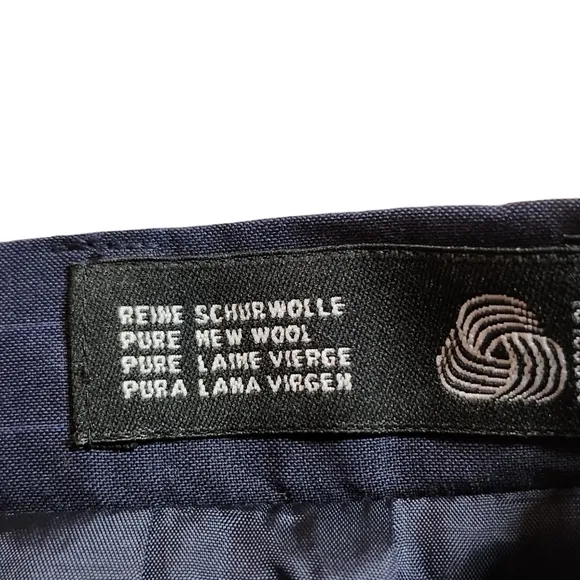 REINE SCHURWOLLE
PURE NEW WOOL
PURE LAINE VIERGE
PURA LANA VIRGEN